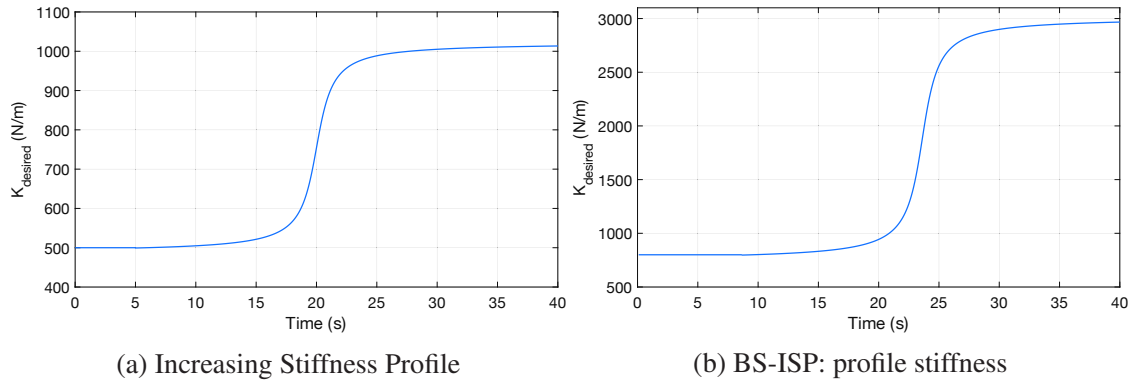 1100
1000
900
800
700
600
500
400
K_desired (N/m)
0 5 10 15 20 25 30 35 40
Time (s)
(a) Increasing Stiffness Profile
3000
2500
2000
1500
1000
500
K_desired (N/m)
0 5 10 15 20 25 30 35 40
Time (s)
(b) BS-ISP: profile stiffness